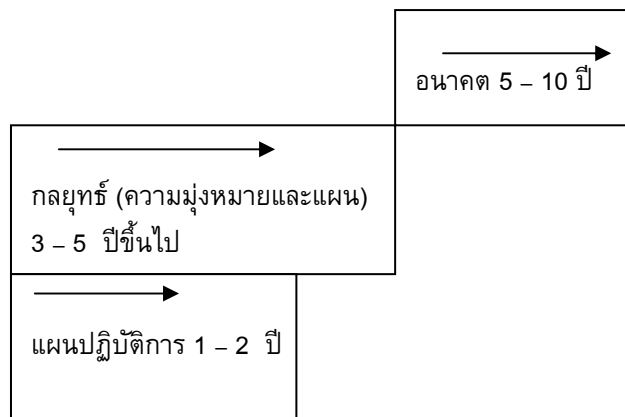 อนาคต 5 – 10 ปี
กลยุทธ์ (ความมุ่งหมายและแผน)
3 – 5 ปีขึ้นไป
แผนปฏิบัติการ 1 – 2 ปี